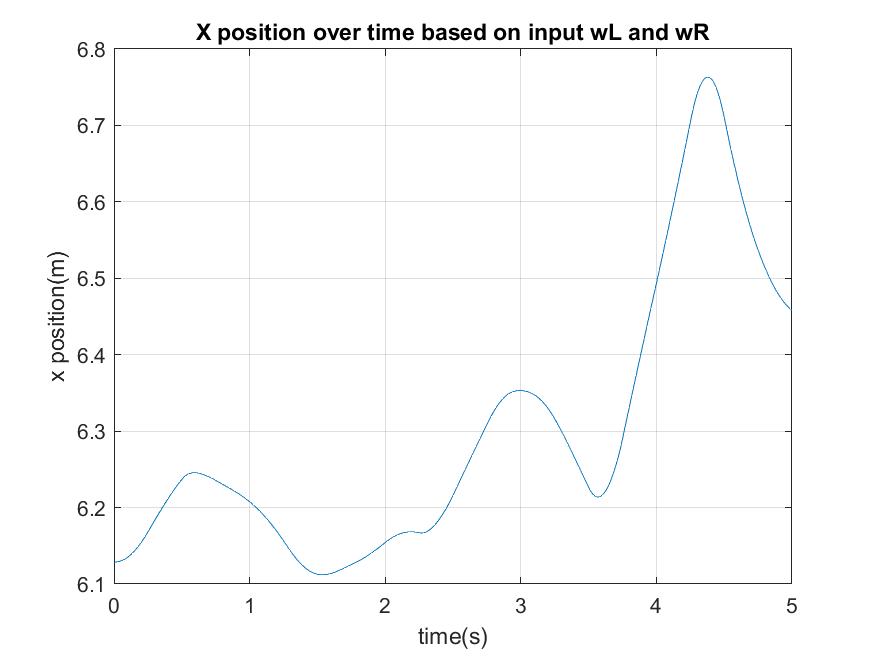 X position over time based on input wL and wR
6.8
6.7
6.6
6.5
6.4
6.3
6.2
6.1
x position(m)
0 1 2 3 4 5
time(s)